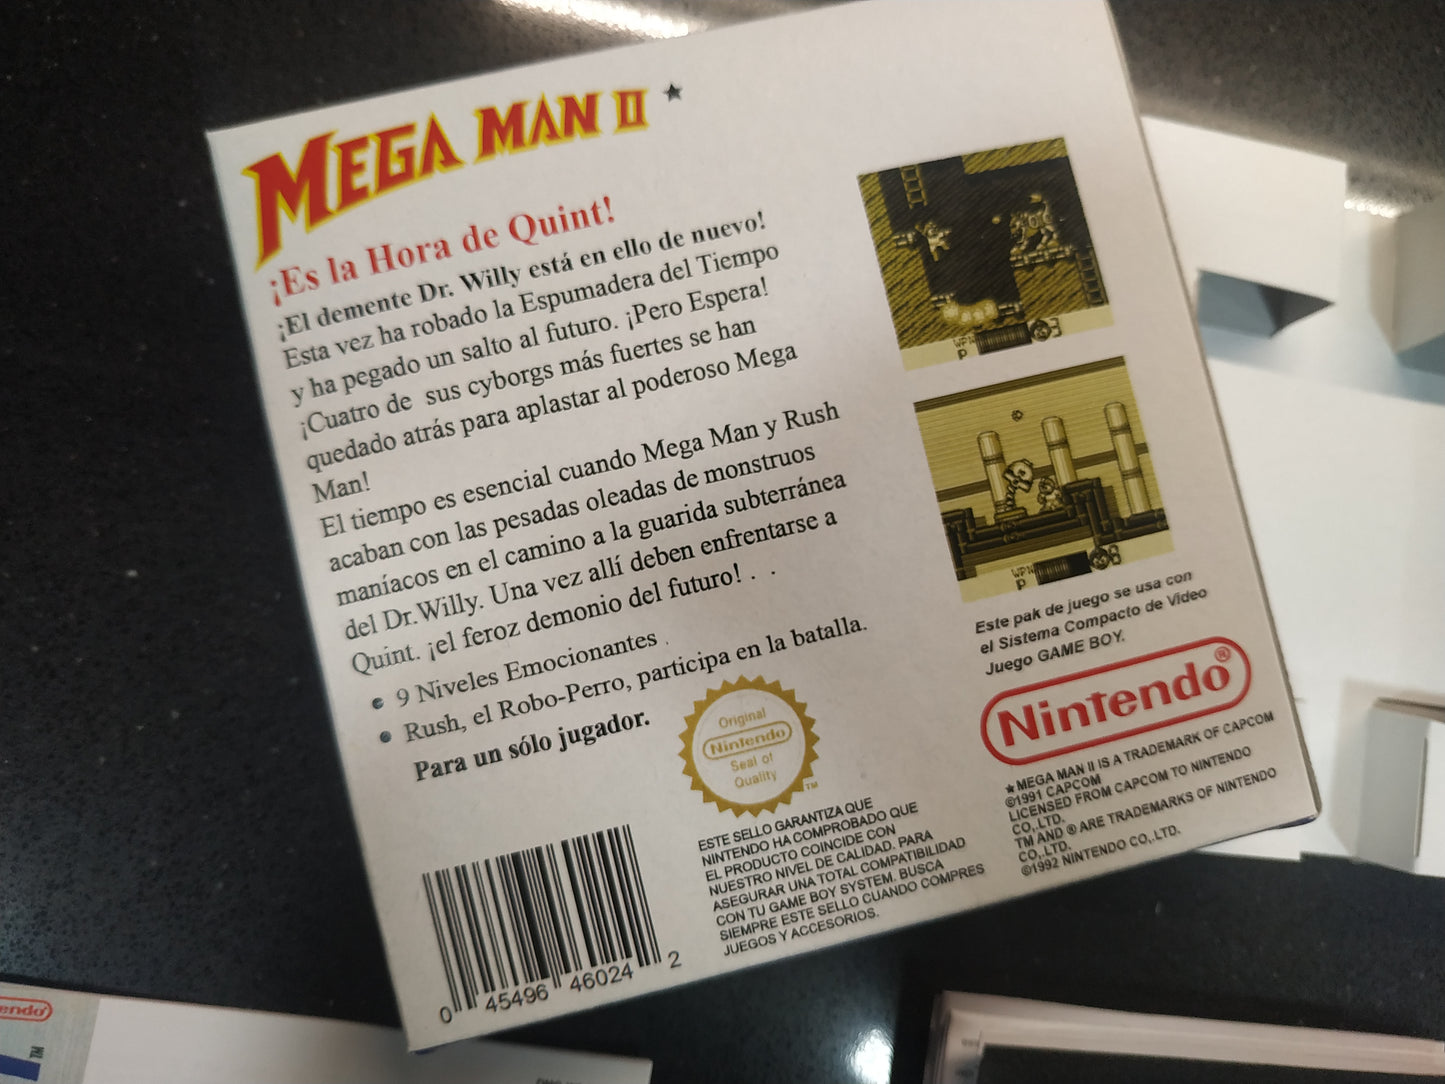 MEGA MAN II ★
¡Es la Hora de Quint!
¡El demente Dr. Willy está en ello de nuevo!
Esta vez ha robado la Espumadera del Tiempo
y ha pegado un salto al futuro. ¡Pero Espera!
¡Cuatro de sus cyborgs más fuertes se han
quedado atrás para aplastar al poderoso Mega
Man!
El tiempo es esencial cuando Mega Man y Rush
acaban con las pesadas oleadas de monstruos
maníacos en el camino a la guarida subterránea
del Dr.Willy. Una vez allí deben enfrentarse a
Quint. ¡el feroz demonio del futuro! . .
• 9 Niveles Emocionantes .
• Rush, el Robo-Perro, participa en la batalla.
Para un sólo jugador.
Original
Nintendo
Seal of
Quality
TM
ESTE SELLO GARANTIZA QUE
NINTENDO HA COMPROBADO QUE
EL PRODUCTO COINCIDE CON
NUESTRO NIVEL DE CALIDAD. PARA
ASEGURAR UNA TOTAL COMPATIBILIDAD
CON TU GAME BOY SYSTEM. BUSCA
SIEMPRE ESTE SELLO CUANDO COMPRES
JUEGOS Y ACCESORIOS.
0 45496 46024 2
WPN 3
P
WPN 8
P
Este pak de juego se usa con
el Sistema Compacto de Video
Juego GAME BOY.
Nintendo®
★MEGA MAN II IS A TRADEMARK OF CAPCOM
©1991 CAPCOM
LICENSED FROM CAPCOM TO NINTENDO
CO,.LTD.
TM AND ® ARE TRADEMARKS OF NINTENDO
CO,.LTD.
©1992 NINTENDO CO,.LTD.
endo